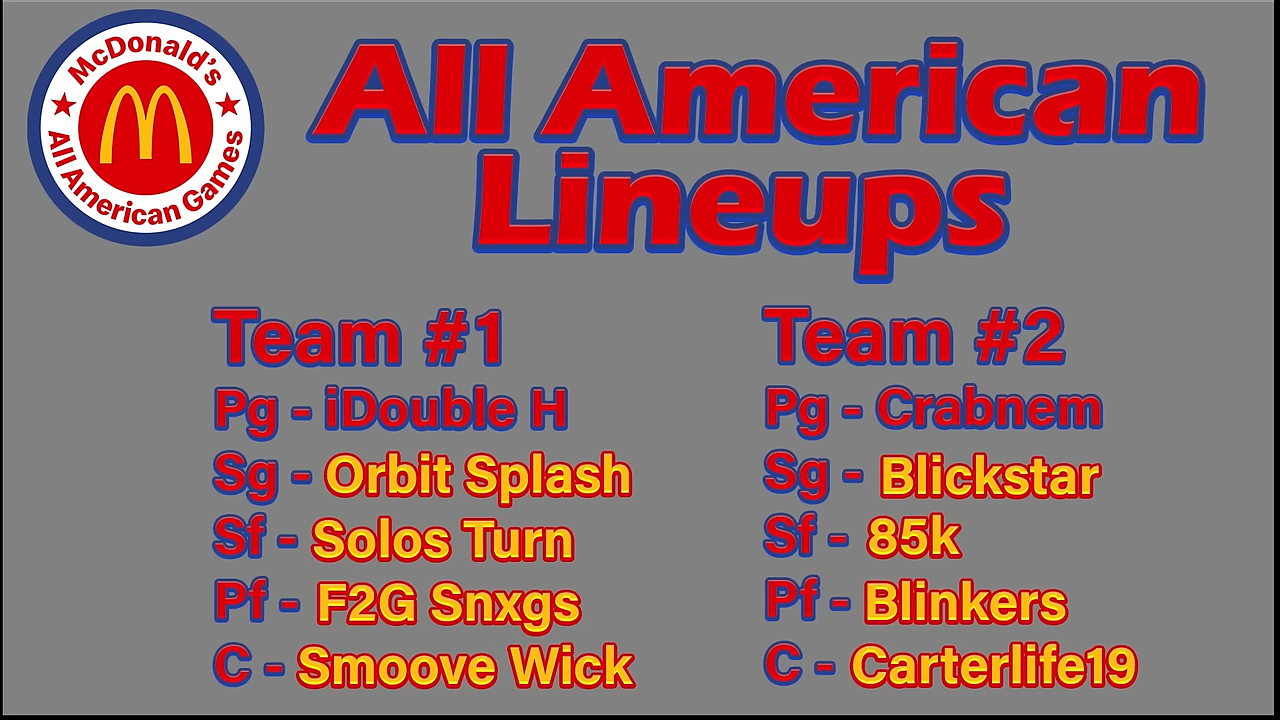 McDonald's
All American Games
All American
Lineups
Team #1
Pg - iDouble H
Sg - Orbit Splash
Sf - Solos Turn
Pf - F2G Snxgs
C - Smoove Wick
Team #2
Pg - Crabnem
Sg - Blickstar
Sf - 85k
Pf - Blinkers
C - Carterlife19